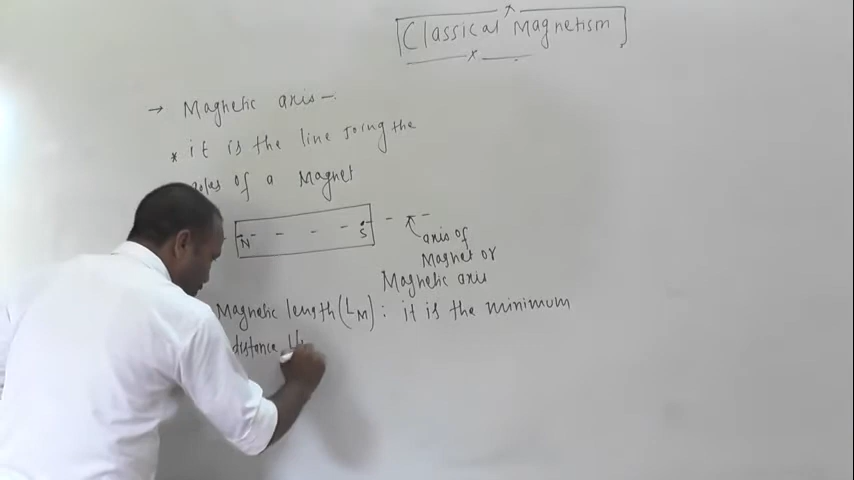 Classical Magnetism
→ Magnetic axis -.
* it is the line joing the
poles of a Magnet
N S
axis of
Magnet or
Magnetic axis
Magnetic length (LM): it is the minimum
distance